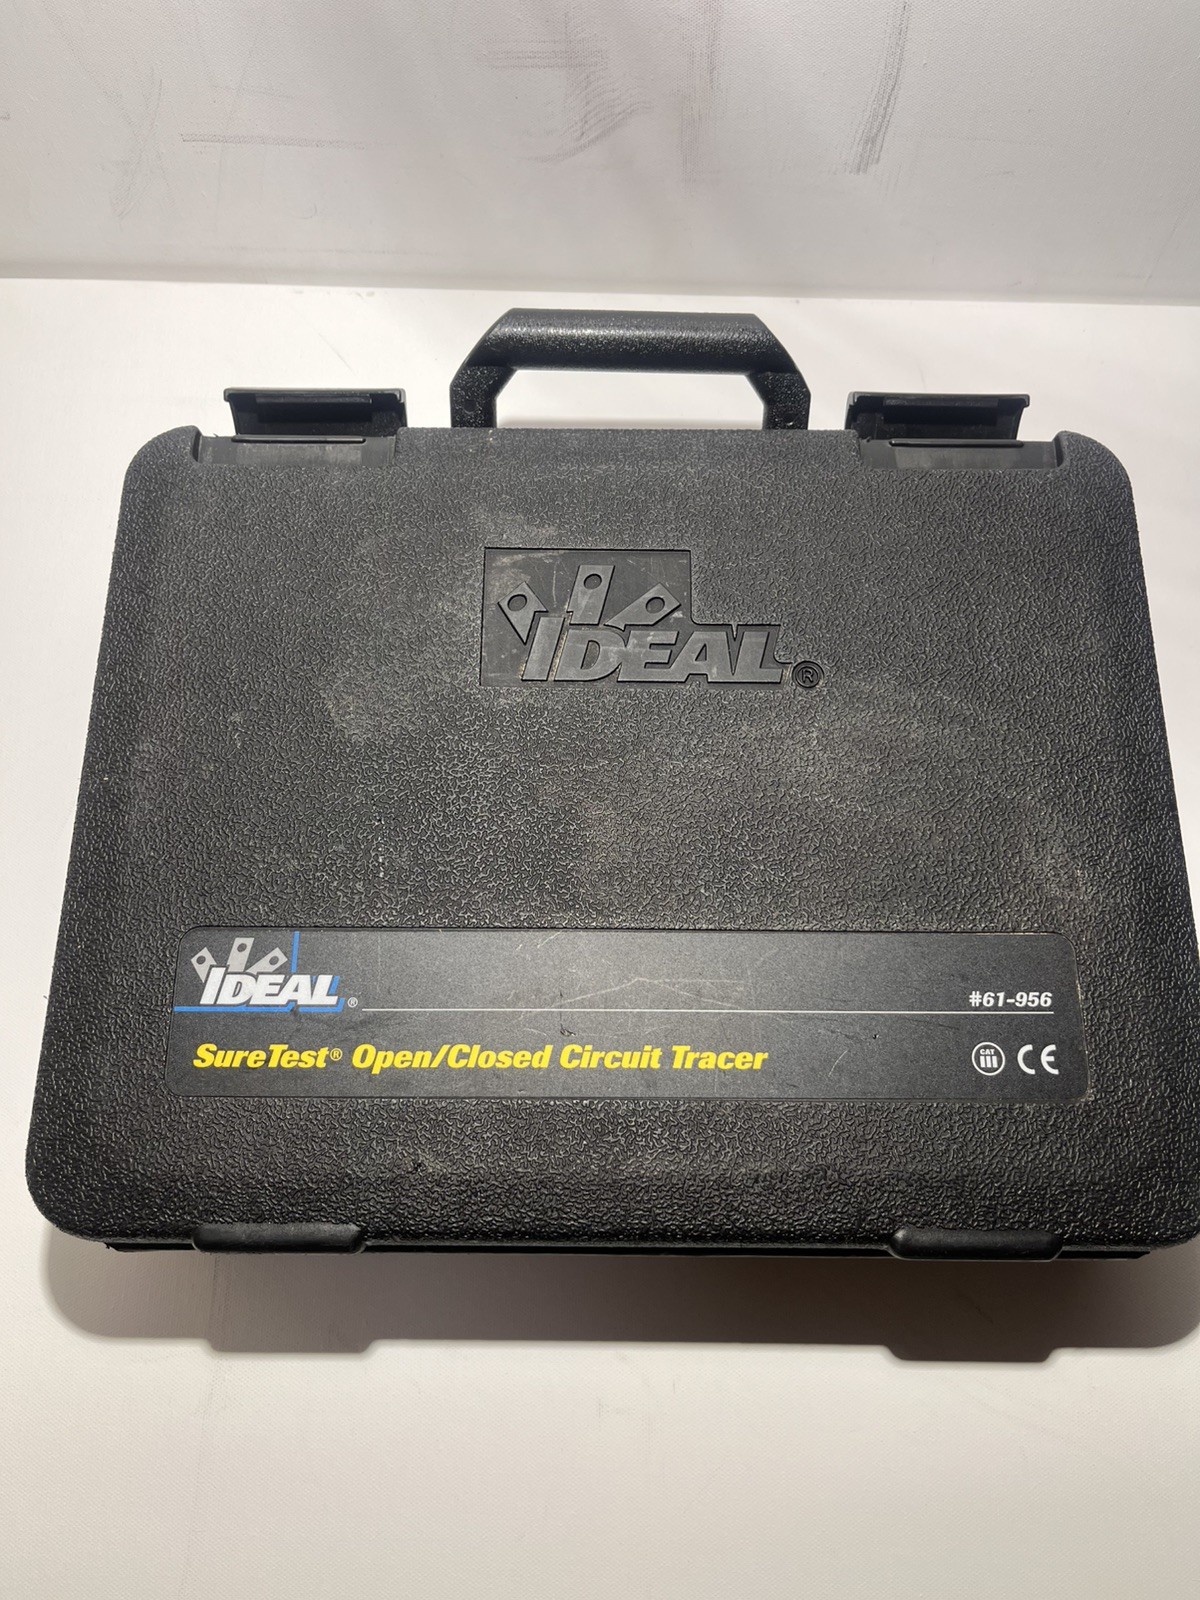 IDEAL®
IDEAL®
#61-956
SureTest® Open/Closed Circuit Tracer
CAT
III
CE